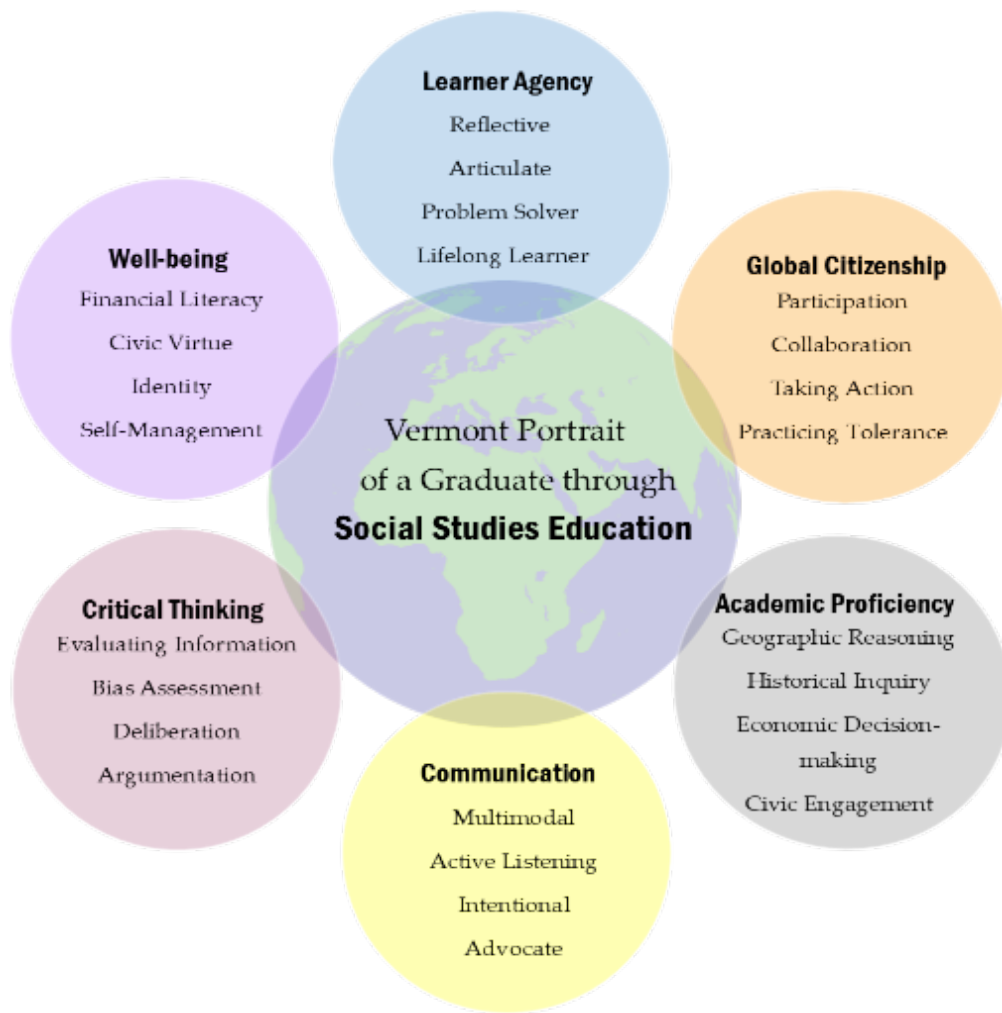 Learner Agency
Reflective
Articulate
Problem Solver
Lifelong Learner
Well-being
Financial Literacy
Civic Virtue
Identity
Self-Management
Global Citizenship
Participation
Collaboration
Taking Action
Practicing Tolerance
Vermont Portrait
of a Graduate through
Social Studies Education
Critical Thinking
Evaluating Information
Bias Assessment
Deliberation
Argumentation
Academic Proficiency
Geographic Reasoning
Historical Inquiry
Economic Decision-
making
Civic Engagement
Communication
Multimodal
Active Listening
Intentional
Advocate